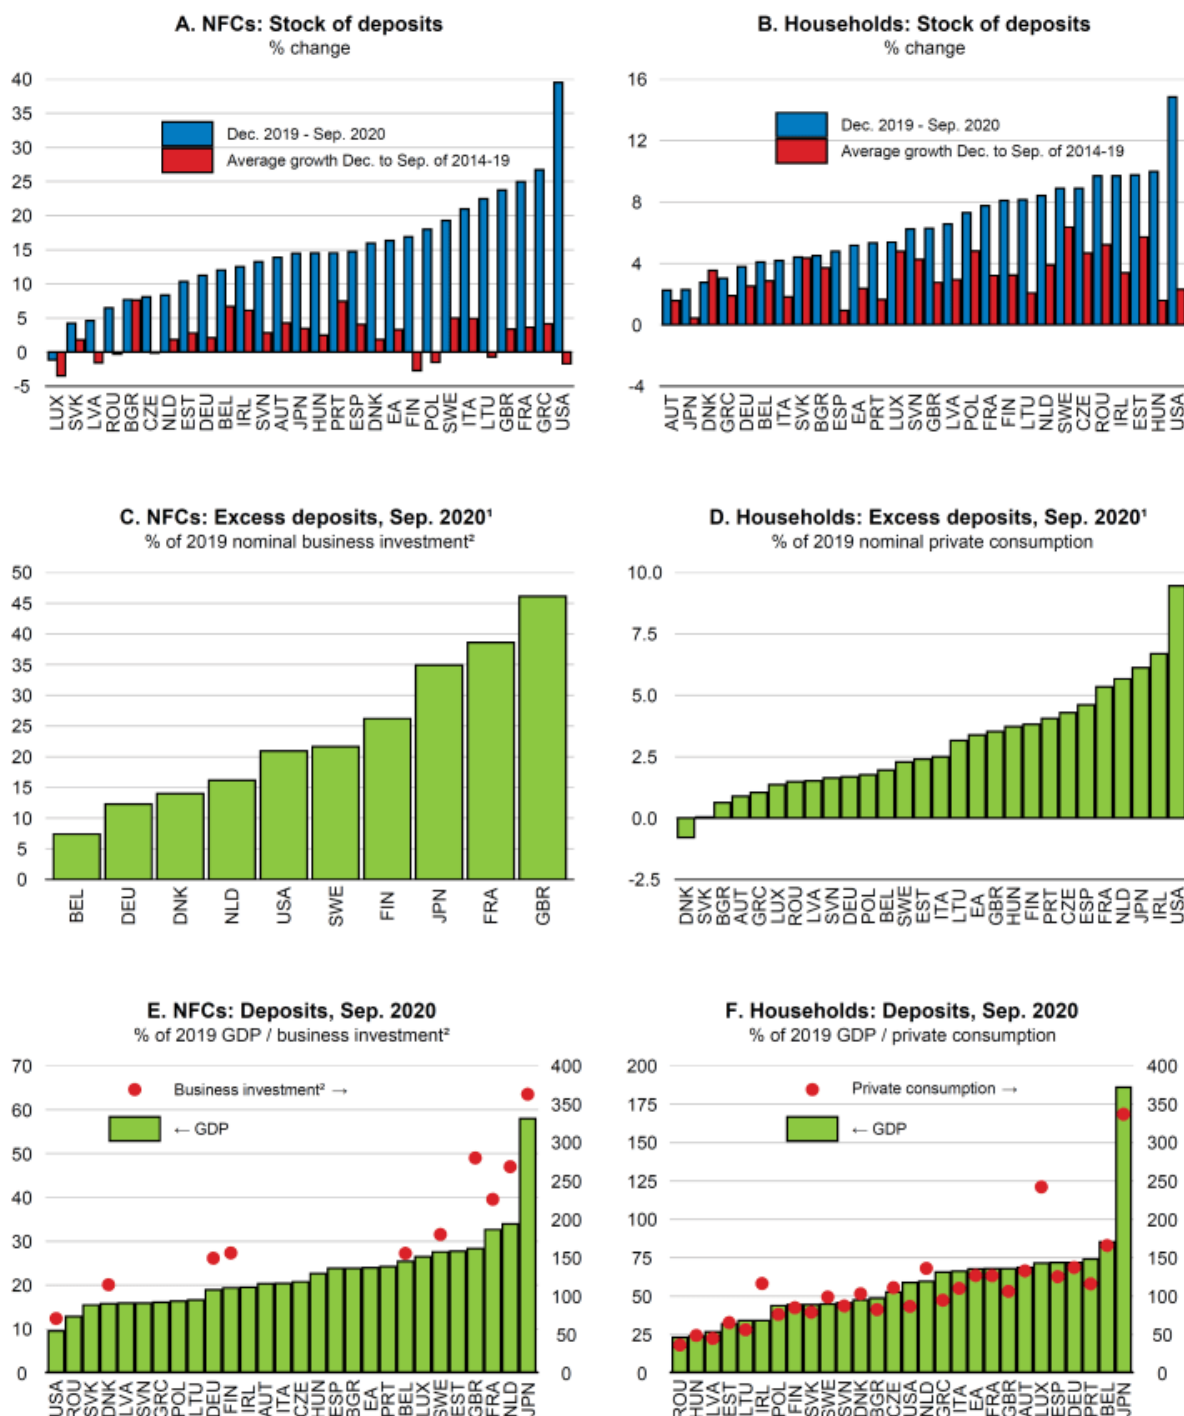 A. NFCs: Stock of deposits
% change
40
35
30
25
20
15
10
5
0
-5
Dec. 2019 - Sep. 2020
Average growth Dec. to Sep. of 2014-19
LUX SVK LVA ROU BGR CZE NLD EST DEU BEL IRL SVN AUT JPN HUN PRT ESP DNK EA FIN POL SWE ITA LTU GBR FRA GRC USA
B. Households: Stock of deposits
% change
16
12
8
4
0
-4
Dec. 2019 - Sep. 2020
Average growth Dec. to Sep. of 2014-19
AUT JPN DNK GRC DEU BEL ITA SVK BGR ESP EA PRT LUX SVN GBR LVA POL FRA FIN LTU NLD SWE CZE ROU IRL EST HUN USA
C. NFCs: Excess deposits, Sep. 2020¹
% of 2019 nominal business investment²
50
45
40
35
30
25
20
15
10
5
0
BEL DEU DNK NLD USA SWE FIN JPN FRA GBR
D. Households: Excess deposits, Sep. 2020¹
% of 2019 nominal private consumption
10.0
7.5
5.0
2.5
0.0
-2.5
DNK SVK BGR AUT GRC LUX ROU LVA SVN DEU POL BEL SWE EST ITA LTU EA GBR HUN FIN PRT CZE ESP FRA NLD JPN IRL USA
E. NFCs: Deposits, Sep. 2020
% of 2019 GDP / business investment²
70
60
50
40
30
20
10
0
Business investment² →
← GDP
400
350
300
250
200
150
100
50
0
USA ROU SVK DNK LVA SVN GRC POL LTU DEU FIN IRL AUT ITA CZE HUN ESP BGR EA PRT BEL LUX SWE EST GBR FRA NLD JPN
F. Households: Deposits, Sep. 2020
% of 2019 GDP / private consumption
200
175
150
125
100
75
50
25
0
Private consumption →
← GDP
400
350
300
250
200
150
100
50
0
ROU HUN LVA EST LTU IRL POL FIN SVK SWE SVN DNK BGR CZE USA NLD GRC ITA EA FRA GBR AUT LUX ESP DEU PRT BEL JPN